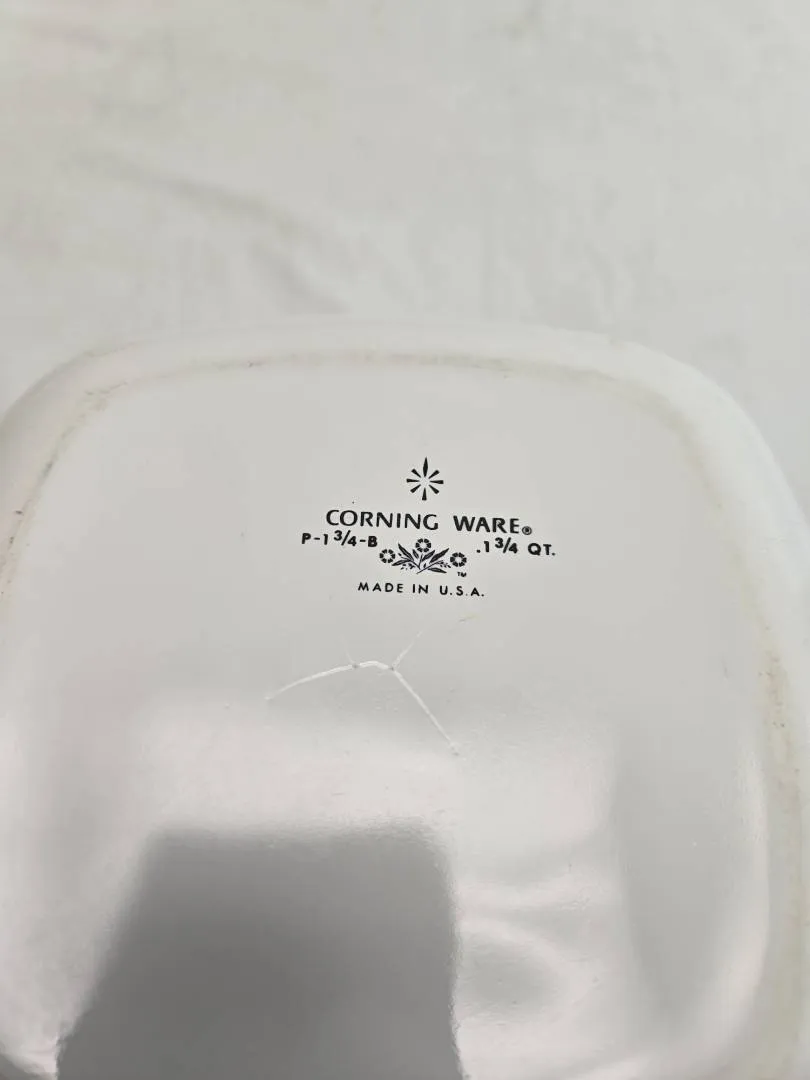 CORNING WARE®
P-1 3/4-B .1 3/4 QT.
TM
MADE IN U.S.A.